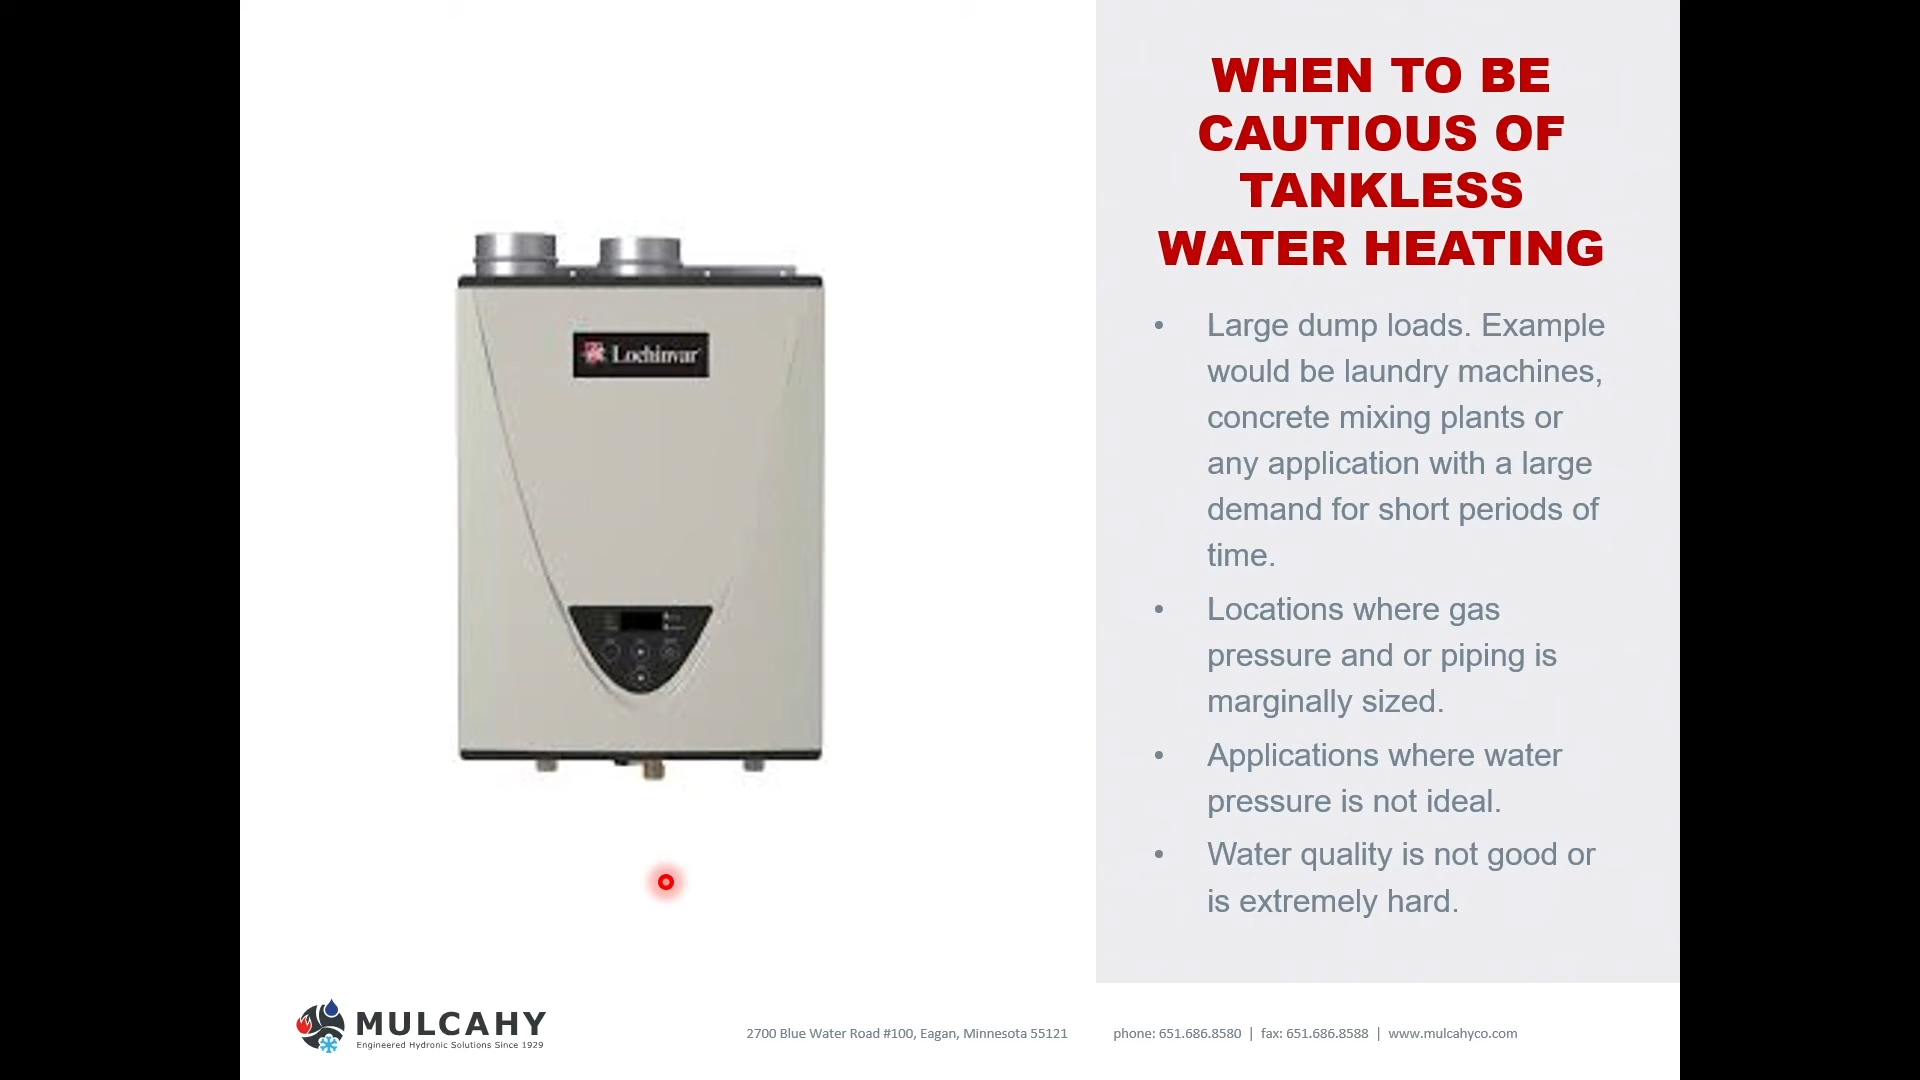 WHEN TO BE
CAUTIOUS OF
TANKLESS
WATER HEATING
• Large dump loads. Example
would be laundry machines,
concrete mixing plants or
any application with a large
demand for short periods of
time.
• Locations where gas
pressure and or piping is
marginally sized.
• Applications where water
pressure is not ideal.
• Water quality is not good or
is extremely hard.
Lochinvar
MULCAHY
Engineered Hydronic Solutions Since 1929
2700 Blue Water Road #100, Eagan, Minnesota 55121 phone: 651.686.8580 | fax: 651.686.8588 | www.mulcahyco.com